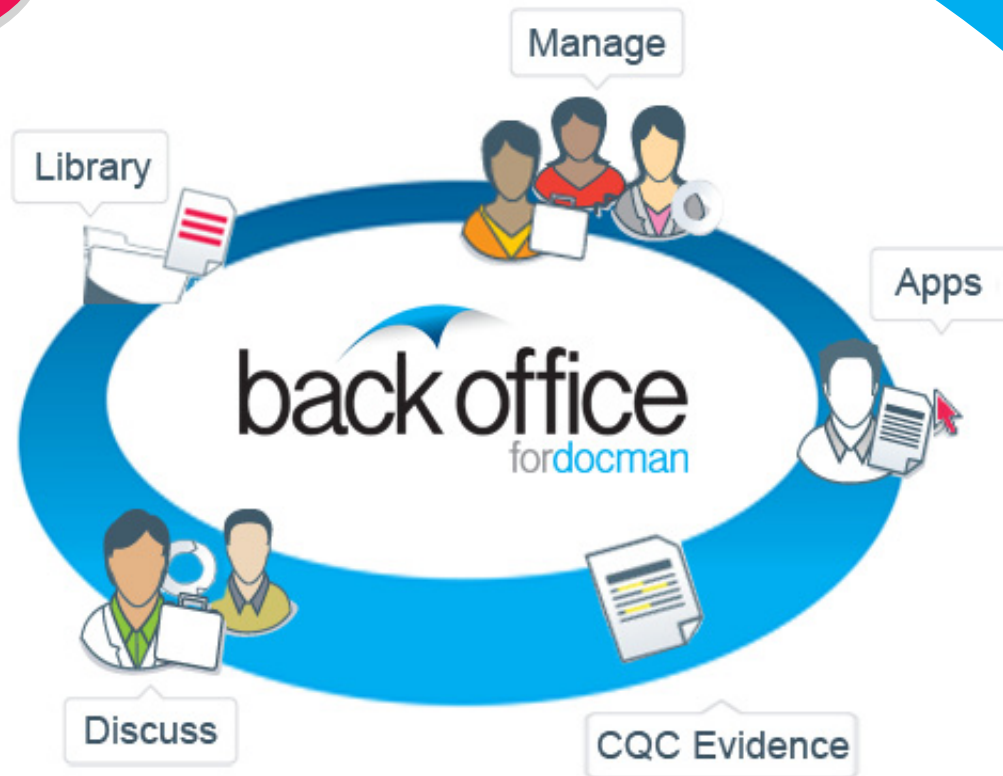 Manage
Library
Apps
back office
fordocman
Discuss
CQC Evidence